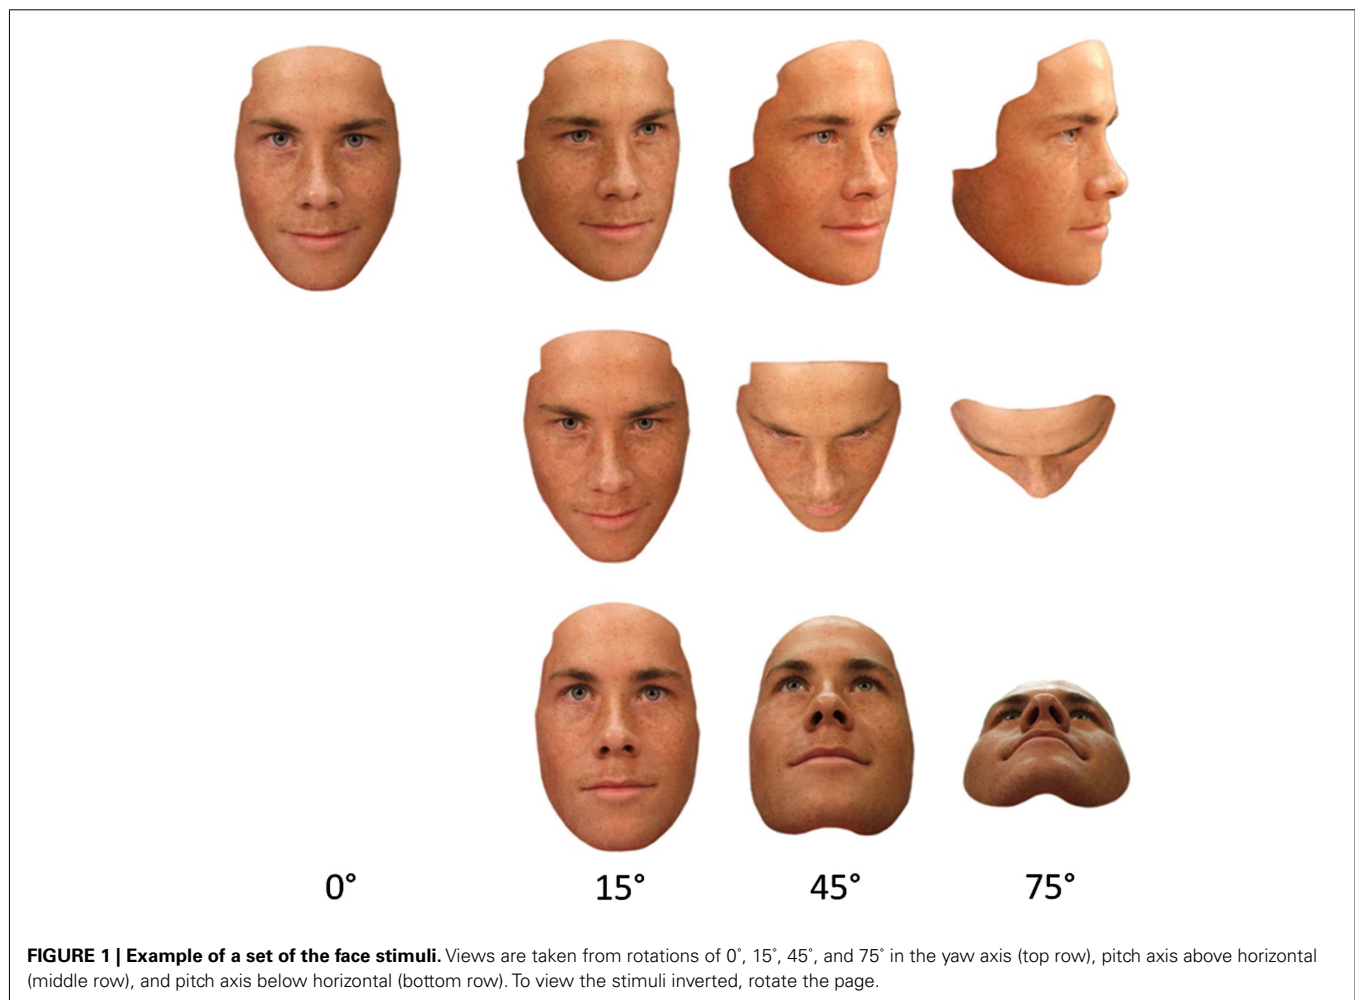 0° 15° 45° 75°
FIGURE 1 | Example of a set of the face stimuli. Views are taken from rotations of 0°, 15°, 45°, and 75° in the yaw axis (top row), pitch axis above horizontal
(middle row), and pitch axis below horizontal (bottom row). To view the stimuli inverted, rotate the page.